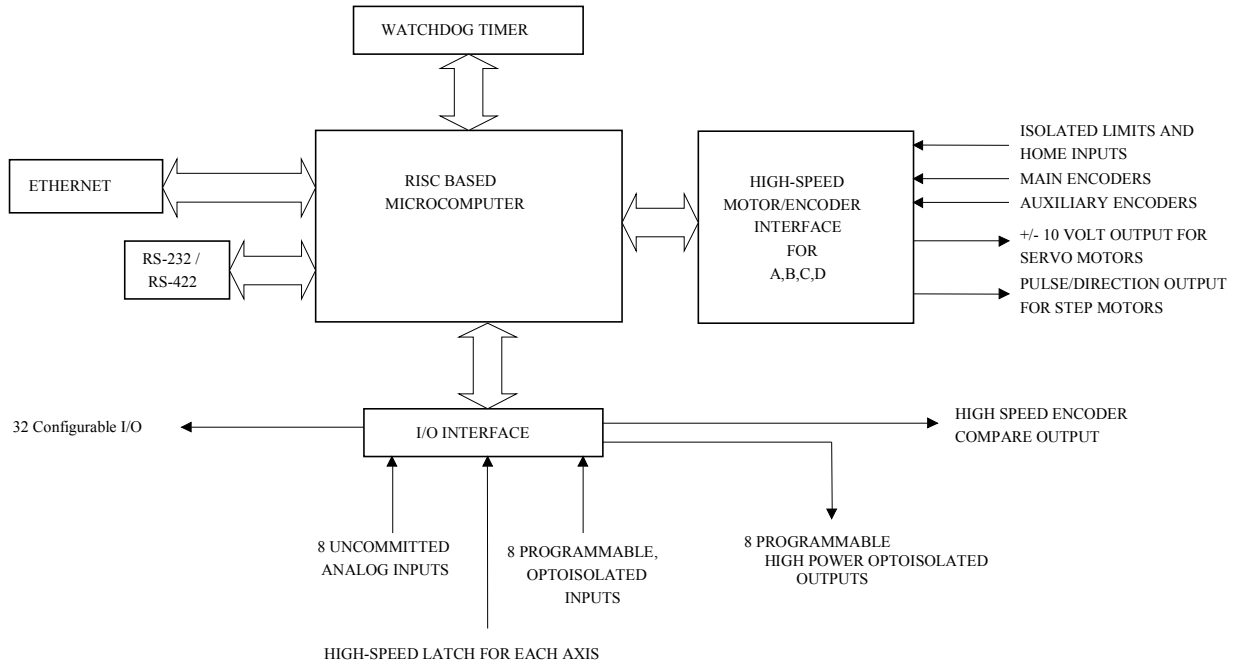 WATCHDOG TIMER
ETHERNET
RISC BASED
MICROCOMPUTER
RS-232 /
RS-422
HIGH-SPEED
MOTOR/ENCODER
INTERFACE
FOR
A,B,C,D
ISOLATED LIMITS AND
HOME INPUTS
MAIN ENCODERS
AUXILIARY ENCODERS
+/- 10 VOLT OUTPUT FOR
SERVO MOTORS
PULSE/DIRECTION OUTPUT
FOR STEP MOTORS
32 Configurable I/O
I/O INTERFACE
HIGH SPEED ENCODER
COMPARE OUTPUT
8 UNCOMMITTED
ANALOG INPUTS
8 PROGRAMMABLE,
OPTOISOLATED
INPUTS
8 PROGRAMMABLE
HIGH POWER OPTOISOLATED
OUTPUTS
HIGH-SPEED LATCH FOR EACH AXIS